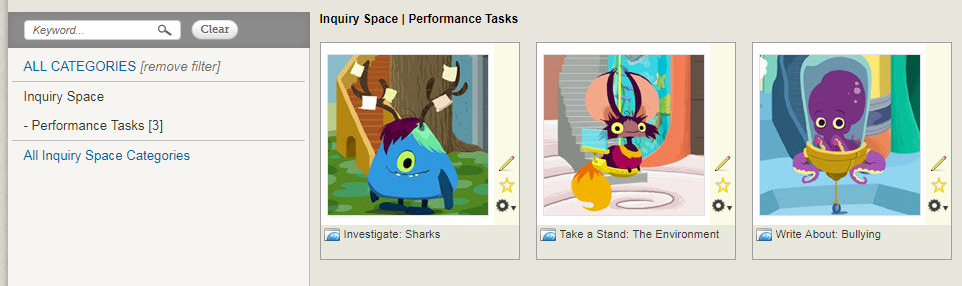 Keyword...
Clear
ALL CATEGORIES [remove filter]
Inquiry Space
- Performance Tasks [3]
All Inquiry Space Categories
Inquiry Space | Performance Tasks
Investigate: Sharks
Take a Stand: The Environment
Write About: Bullying